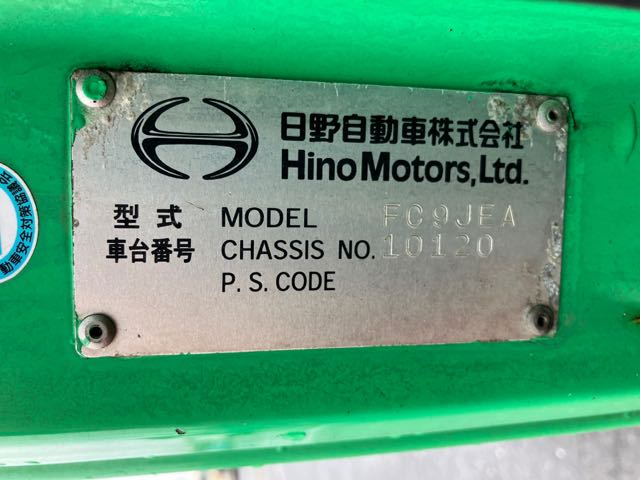 日野自動車株式会社
Hino Motors, Ltd.
型式 MODEL FC9JEA
車台番号 CHASSIS NO. 10120
P. S. CODE